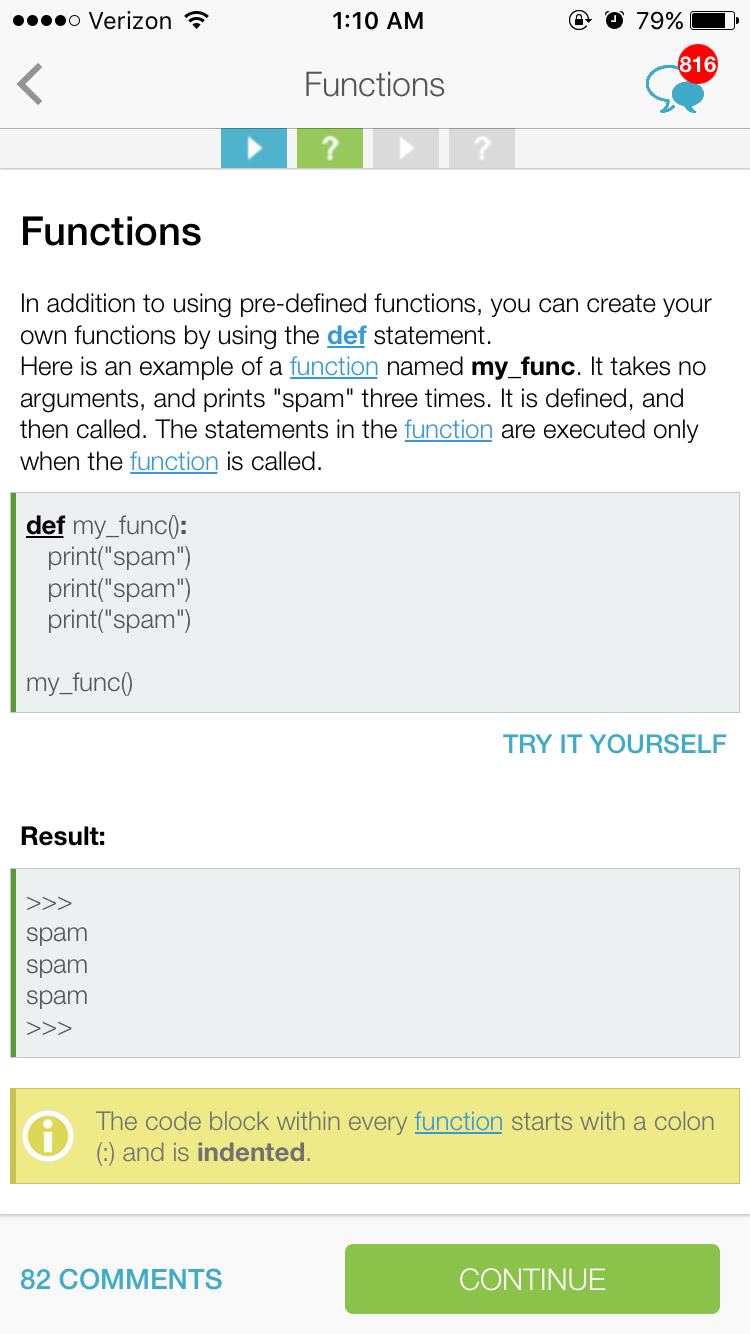 Verizon 1:10 AM 79%
Functions 816
? ?
Functions
In addition to using pre-defined functions, you can create your
own functions by using the def statement.
Here is an example of a function named my_func. It takes no
arguments, and prints "spam" three times. It is defined, and
then called. The statements in the function are executed only
when the function is called.
def my_func():
print("spam")
print("spam")
print("spam")
my_func()
TRY IT YOURSELF
Result:
>>>
spam
spam
spam
>>>
The code block within every function starts with a colon
(:) and is indented.
82 COMMENTS CONTINUE